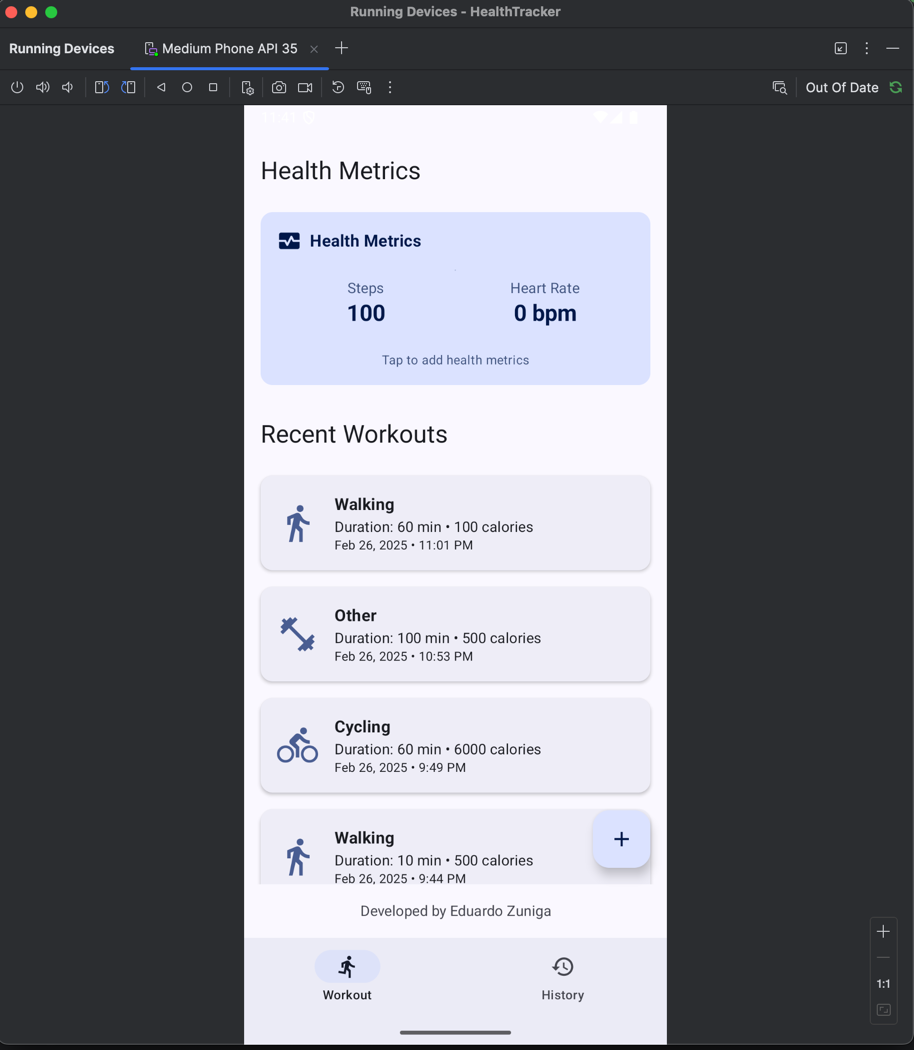 Running Devices - HealthTracker
Running Devices
Medium Phone API 35
Out Of Date
11:41
Health Metrics
Health Metrics
Steps
Heart Rate
100
0 bpm
Tap to add health metrics
Recent Workouts
Walking
Duration: 60 min • 100 calories
Feb 26, 2025 • 11:01 PM
Other
Duration: 100 min • 500 calories
Feb 26, 2025 • 10:53 PM
Cycling
Duration: 60 min • 6000 calories
Feb 26, 2025 • 9:49 PM
Walking
Duration: 10 min • 500 calories
Feb 26, 2025 • 9:44 PM
Developed by Eduardo Zuniga
Workout
History
1:1